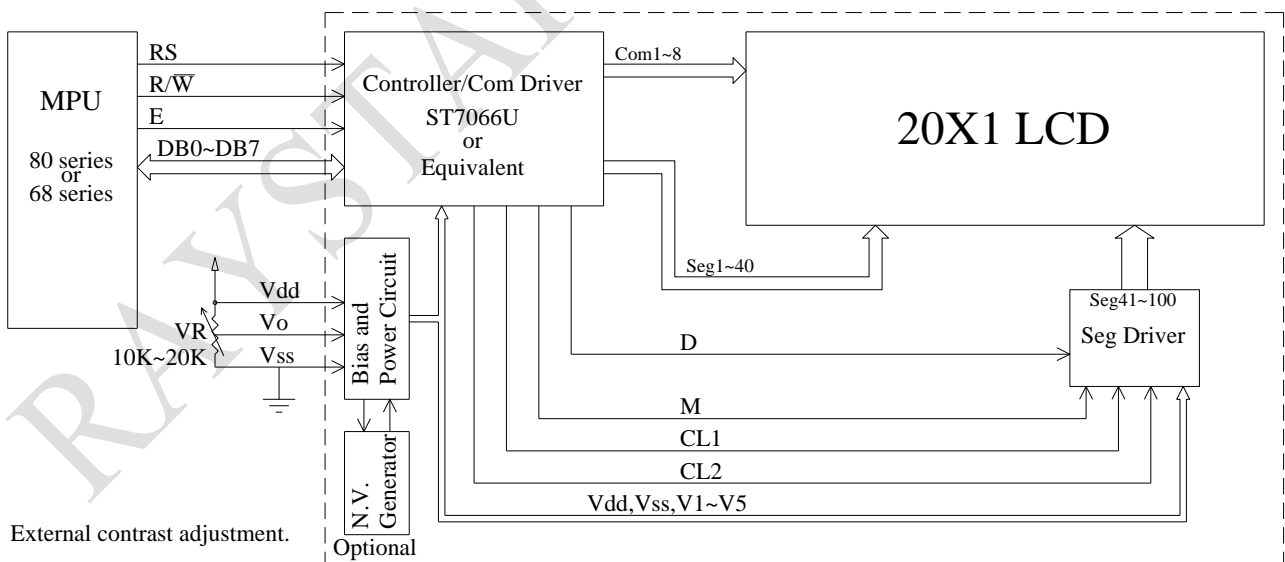 RS
R/W̅
E
DB0~DB7
MPU
80 series
or
68 series
Controller/Com Driver
ST7066U
or
Equivalent
Com1~8
20X1 LCD
Seg1~40
Seg41~100
Seg Driver
Vdd
Vo
Vss
VR
10K~20K
Bias and
Power Circuit
D
M
CL1
CL2
Vdd,Vss,V1~V5
N.V.
Generator
Optional
External contrast adjustment.
RAYSTAR